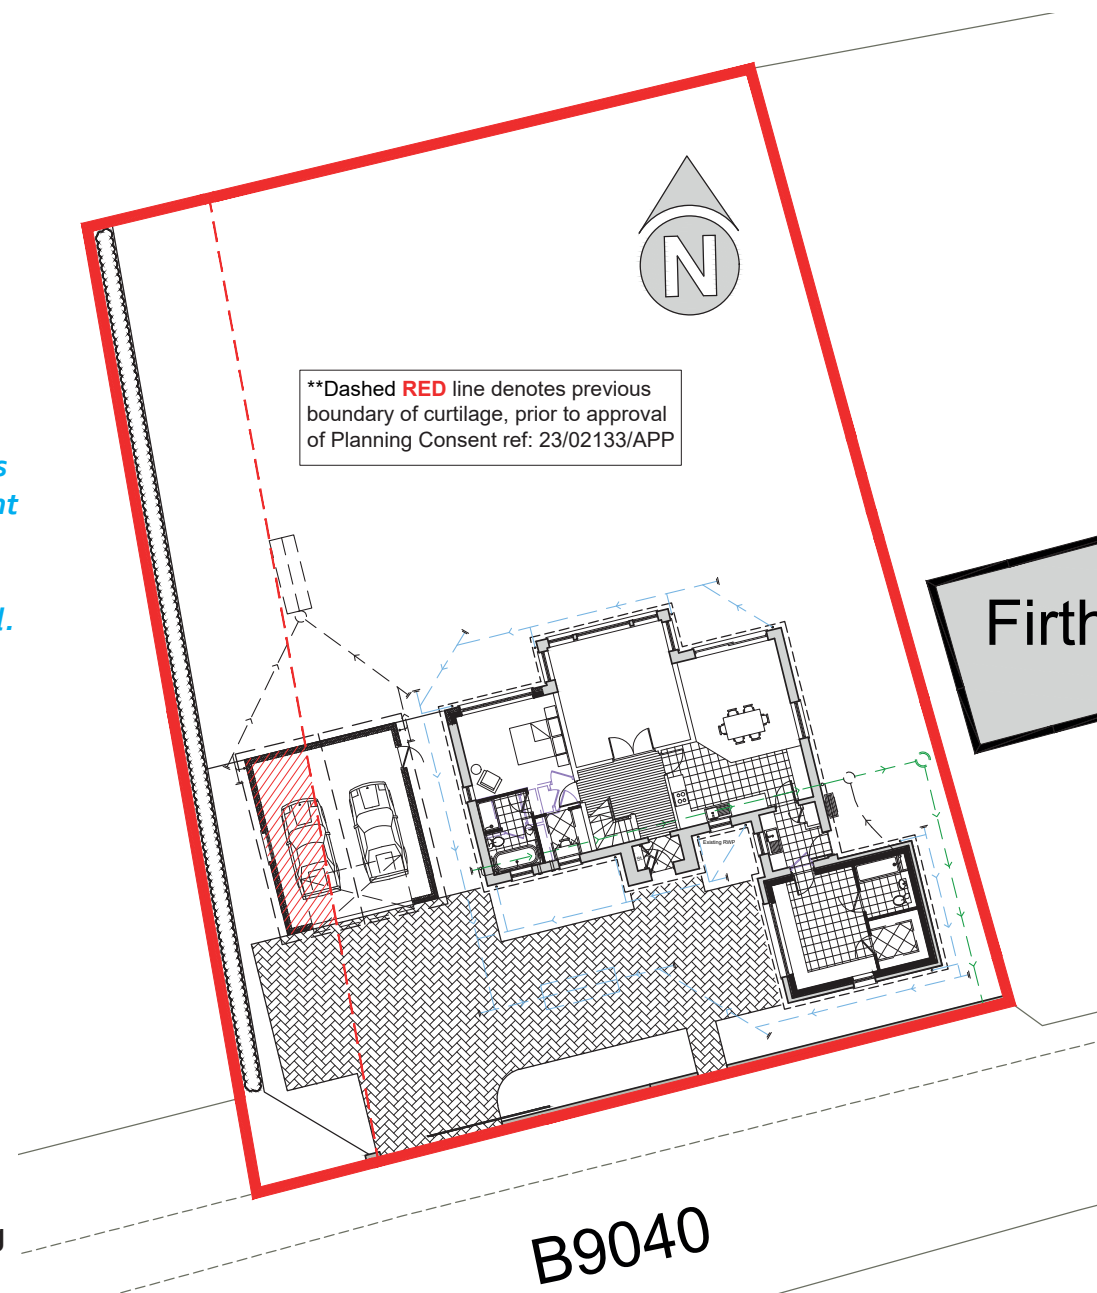 N
**Dashed RED line denotes previous
boundary of curtilage, prior to approval
of Planning Consent ref: 23/02133/APP
s
nt
l.
Firth
Existing RWP
g
B9040